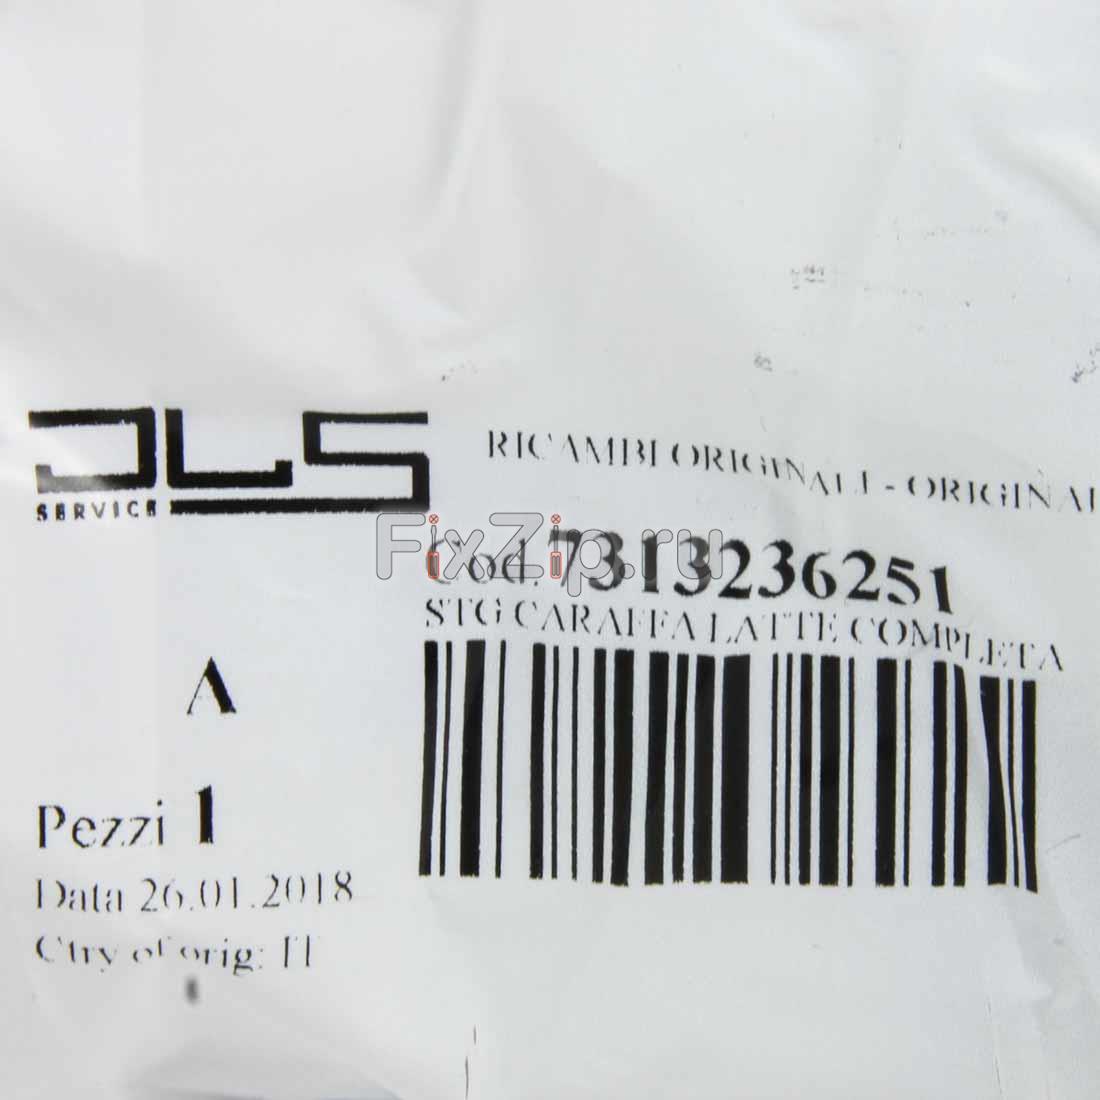 DLS
SERVICE
RICAMBI ORIGINALI - ORIGINAL
FixZip.ru
Cod. 7313236251
STG CARAFFA LATTE COMPLETA
A
Pezzi 1
Data 26.01.2018
Ctry of orig: IT